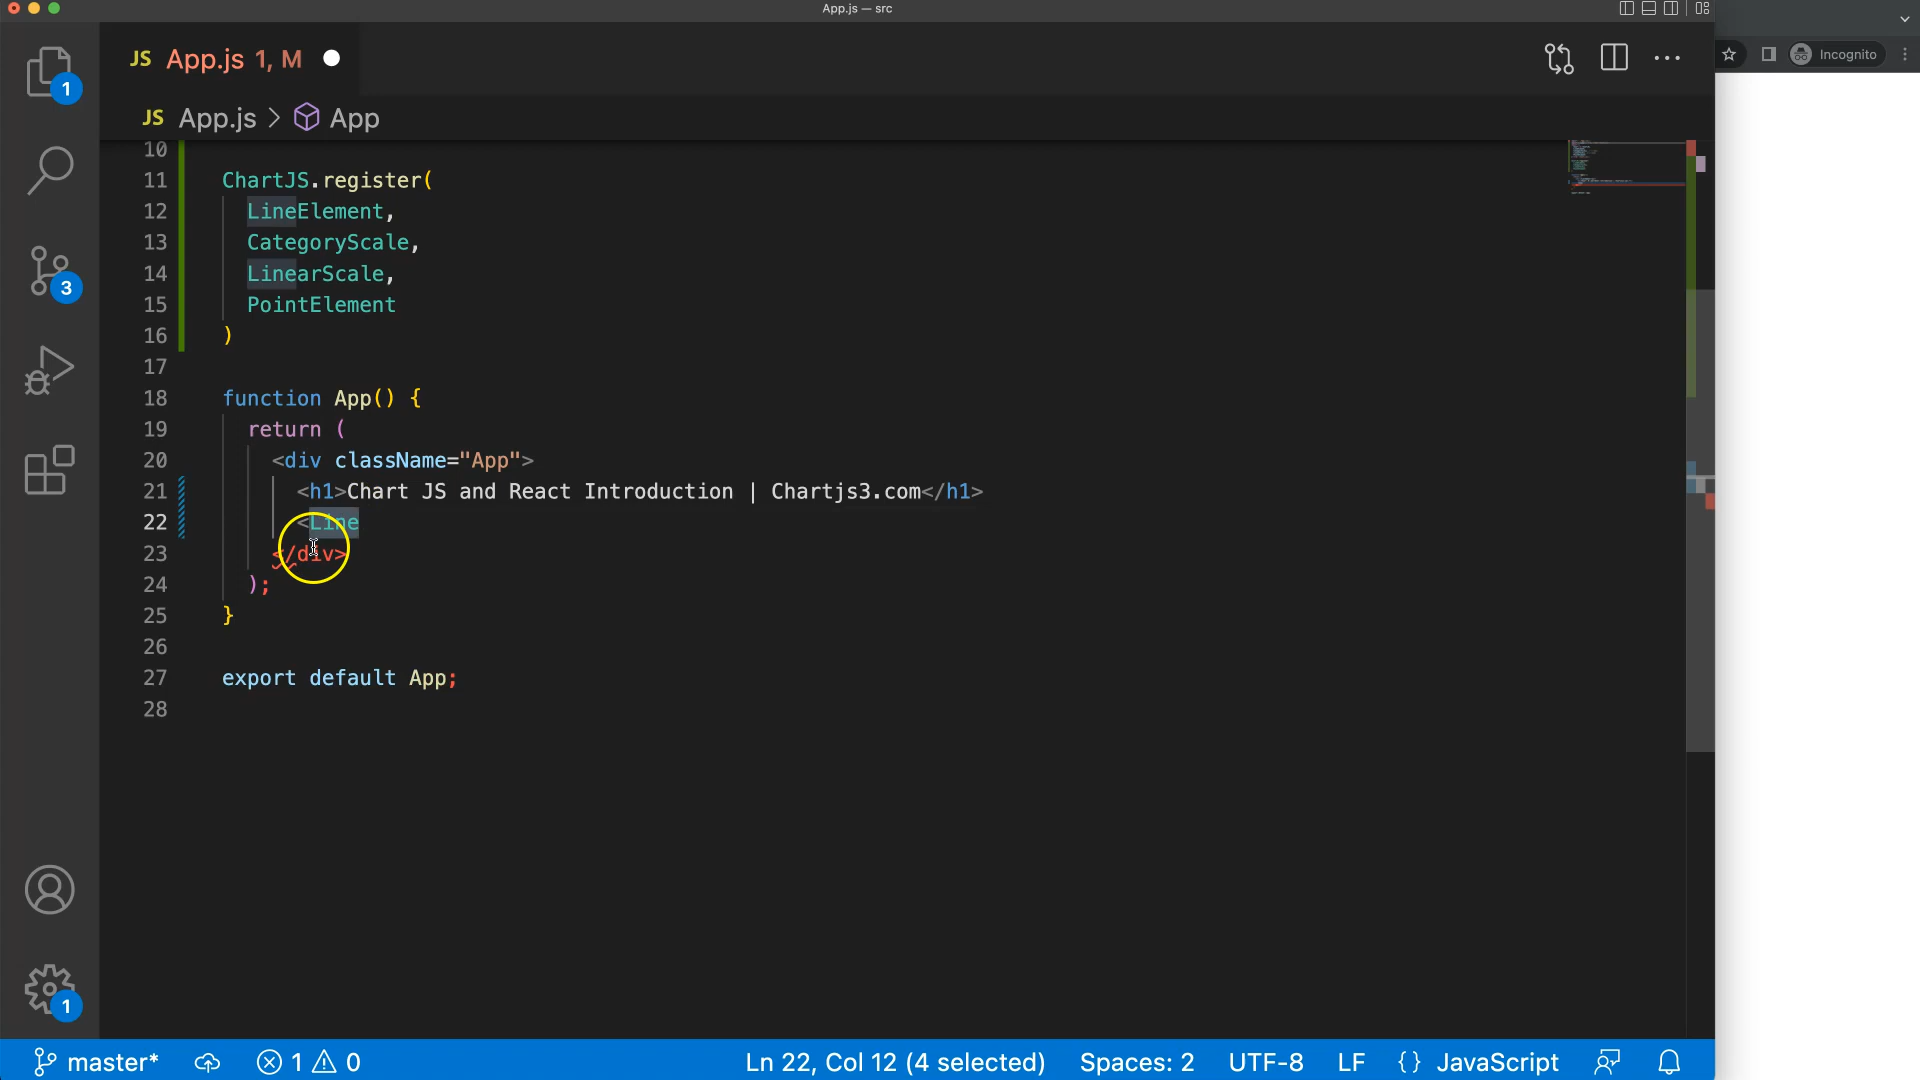 App.js — src
JS App.js 1, M
Incognito
JS App.js > App
1
10
11 ChartJS.register(
12 LineElement,
13 CategoryScale,
14 LinearScale,
15 PointElement
16 )
17
18 function App() {
19 return (
20 <div className="App">
21 <h1>Chart JS and React Introduction | Chartjs3.com</h1>
22 <Line
23 </div>
24 );
25 }
26
27 export default App;
28
3
1
master* 1 0 Ln 22, Col 12 (4 selected) Spaces: 2 UTF-8 LF {} JavaScript